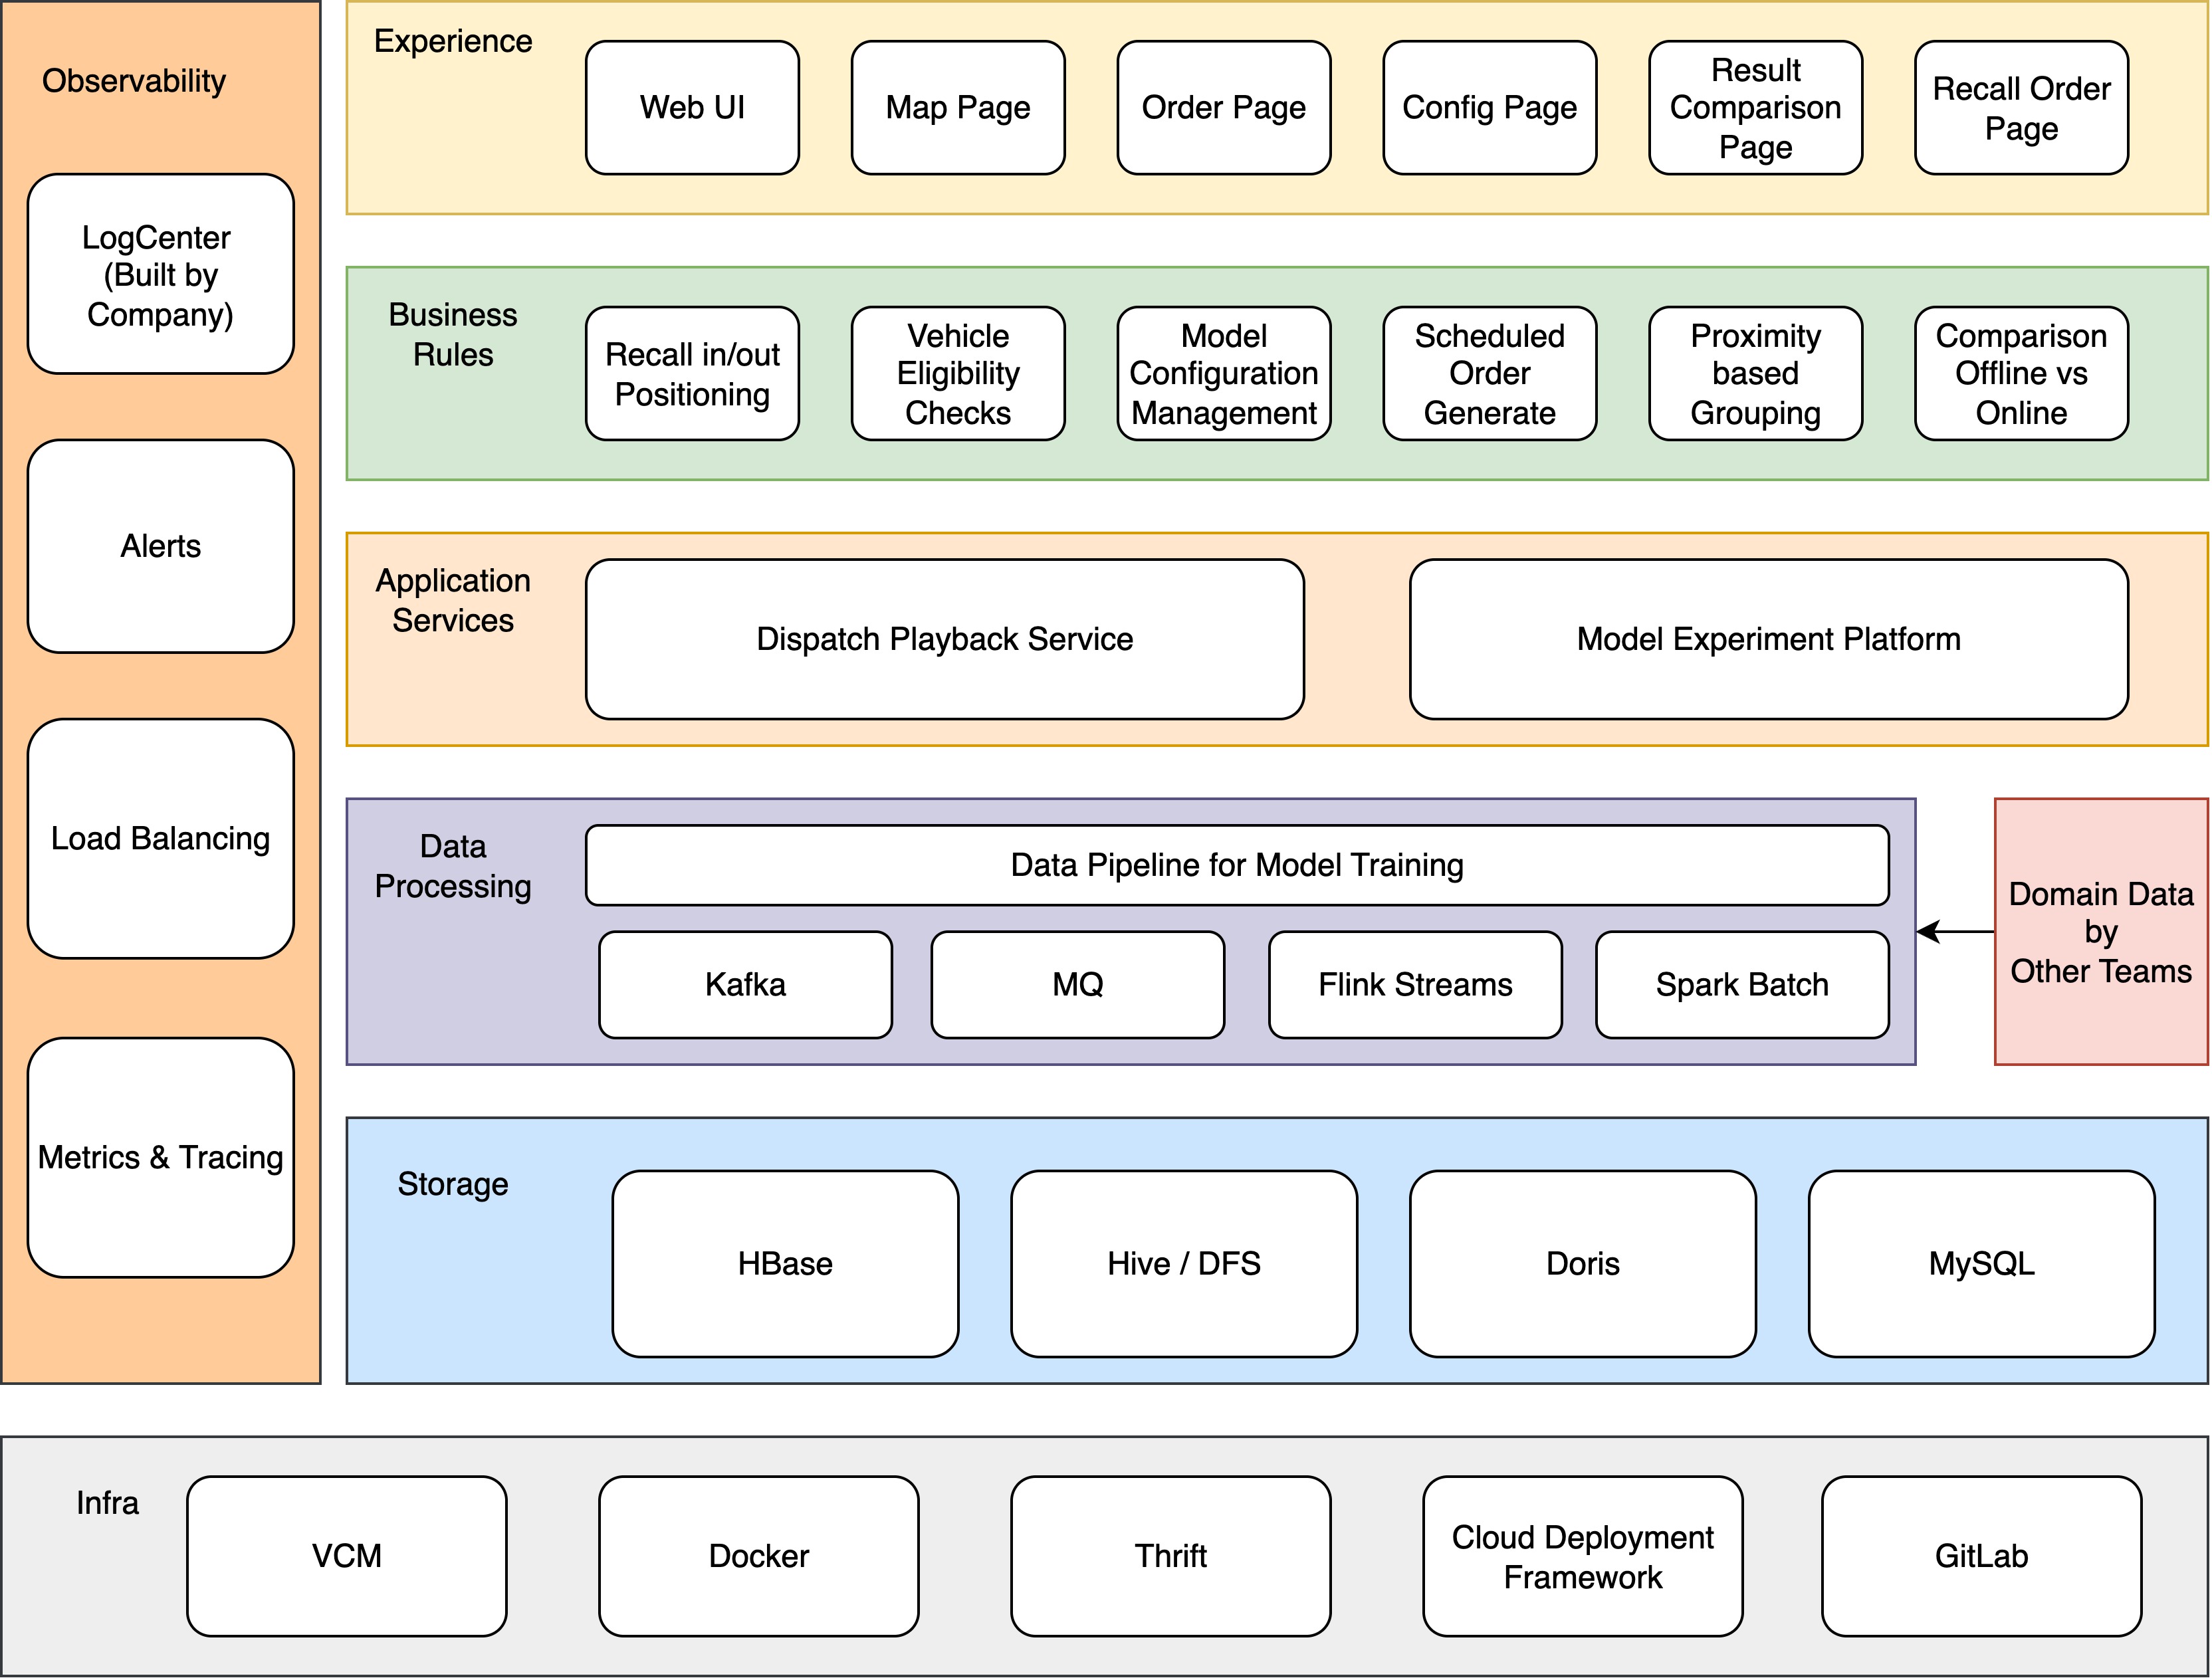 Observability
LogCenter
(Built by
Company)
Alerts
Load Balancing
Metrics & Tracing
Experience
Web UI
Map Page
Order Page
Config Page
Result
Comparison
Page
Recall Order
Page
Business
Rules
Recall in/out
Positioning
Vehicle
Eligibility
Checks
Model
Configuration
Management
Scheduled
Order
Generate
Proximity
based
Grouping
Comparison
Offline vs
Online
Application
Services
Dispatch Playback Service
Model Experiment Platform
Data
Processing
Data Pipeline for Model Training
Kafka
MQ
Flink Streams
Spark Batch
Domain Data
by
Other Teams
Storage
HBase
Hive / DFS
Doris
MySQL
Infra
VCM
Docker
Thrift
Cloud Deployment
Framework
GitLab